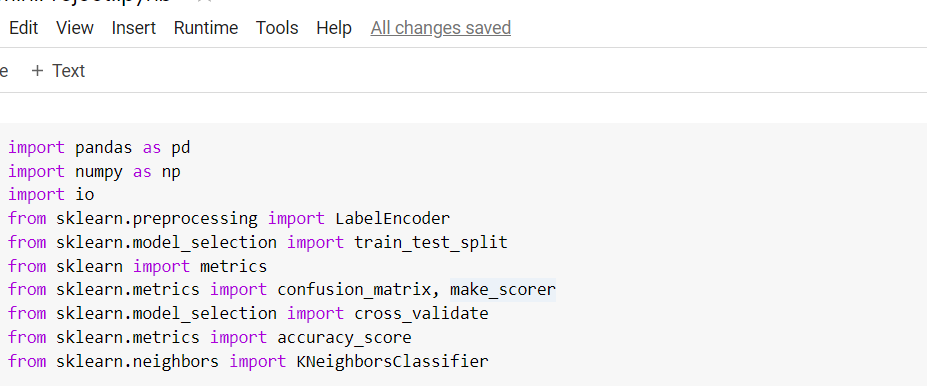 Edit View Insert Runtime Tools Help All changes saved
e + Text
import pandas as pd
import numpy as np
import io
from sklearn.preprocessing import LabelEncoder
from sklearn.model_selection import train_test_split
from sklearn import metrics
from sklearn.metrics import confusion_matrix, make_scorer
from sklearn.model_selection import cross_validate
from sklearn.metrics import accuracy_score
from sklearn.neighbors import KNeighborsClassifier